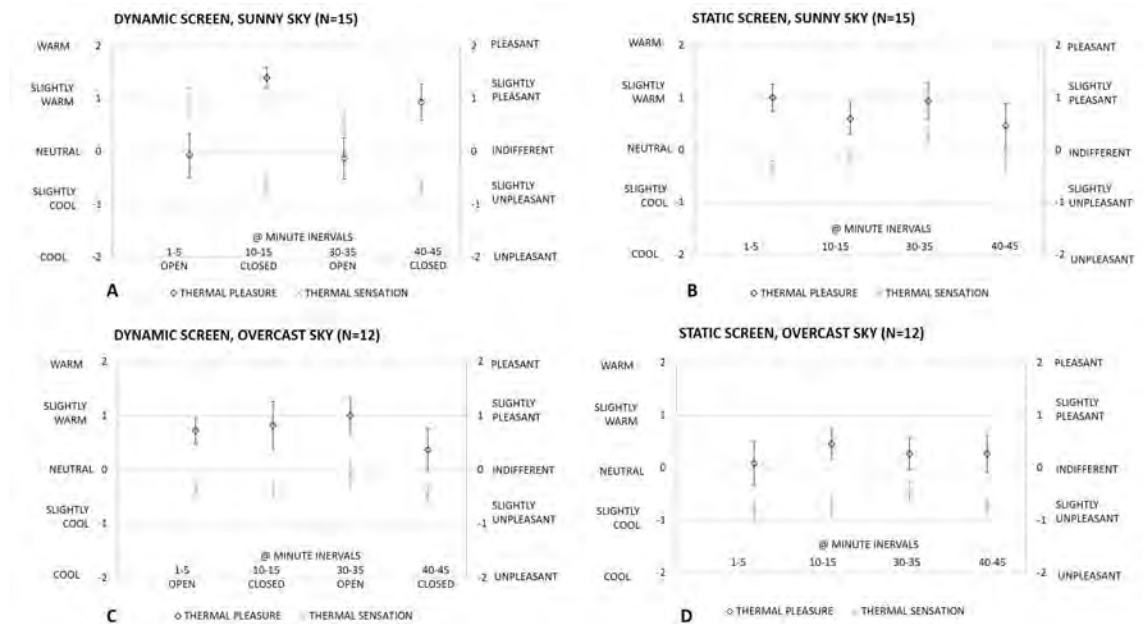 DYNAMIC SCREEN, SUNNY SKY (N=15)
WARM 2 2 PLEASANT
SLIGHTLY WARM 1 1 SLIGHTLY PLEASANT
NEUTRAL 0 0 INDIFFERENT
SLIGHTLY COOL -1 -1 SLIGHTLY UNPLEASANT
@ MINUTE INERVALS
COOL -2 -2 UNPLEASANT
1-5 10-15 30-35 40-45
OPEN CLOSED OPEN CLOSED
A
THERMAL PLEASURE THERMAL SENSATION
STATIC SCREEN, SUNNY SKY (N=15)
WARM 2 2 PLEASANT
SLIGHTLY WARM 1 1 SLIGHTLY PLEASANT
NEUTRAL 0 0 INDIFFERENT
SLIGHTLY COOL -1 -1 SLIGHTLY UNPLEASANT
@ MINUTE INERVALS
1-5 10-15 30-35 40-45
COOL -2 -2 UNPLEASANT
B
THERMAL PLEASURE THERMAL SENSATION
DYNAMIC SCREEN, OVERCAST SKY (N=12)
WARM 2 2 PLEASANT
SLIGHTLY WARM 1 1 SLIGHTLY PLEASANT
NEUTRAL 0 0 INDIFFERENT
SLIGHTLY COOL -1 -1 SLIGHTLY UNPLEASANT
@ MINUTE INERVALS
1-5 10-15 30-35 40-45
OPEN CLOSED OPEN CLOSED
COOL -2 -2 UNPLEASANT
C
THERMAL PLEASURE THERMAL SENSATION
STATIC SCREEN, OVERCAST SKY (N=12)
WARM 2 2 PLEASANT
SLIGHTLY WARM 1 1 SLIGHTLY PLEASANT
NEUTRAL 0 0 INDIFFERENT
SLIGHTLY COOL -1 -1 SLIGHTLY UNPLEASANT
@ MINUTE INERVALS
1-5 10-15 30-35 40-45
COOL -2 -2 UNPLEASANT
D
THERMAL PLEASURE THERMAL SENSATION